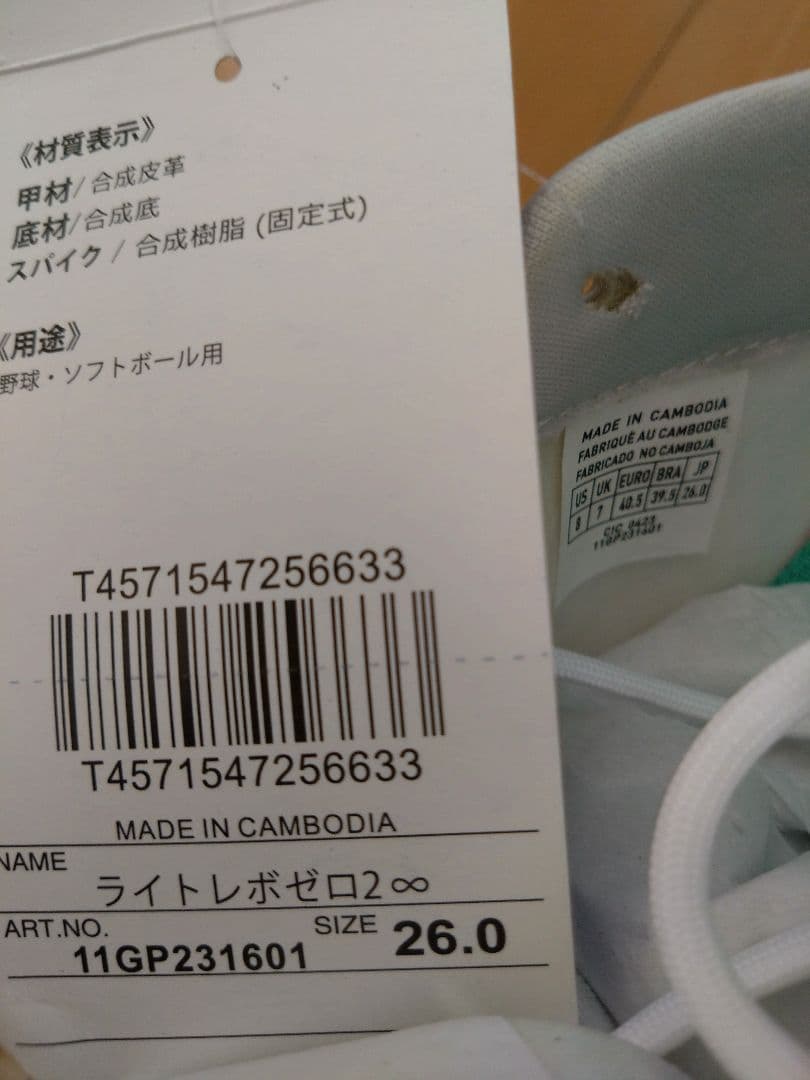 《材質表示》
甲材/合成皮革
底材/合成底
スパイク / 合成樹脂 (固定式)
《用途》
野球・ソフトボール用
T4571547256633
T4571547256633
MADE IN CAMBODIA
NAME
ライトレボゼロ2∞
ART.NO.
11GP231601
SIZE
26.0
MADE IN CAMBODIA
FABRIQUÉ AU CAMBODGE
FABRICADO NO CAMBOJA
US UK EURO BRA JP
8 7 40.5 39.5 26.0
CIC 0423
11GP231601